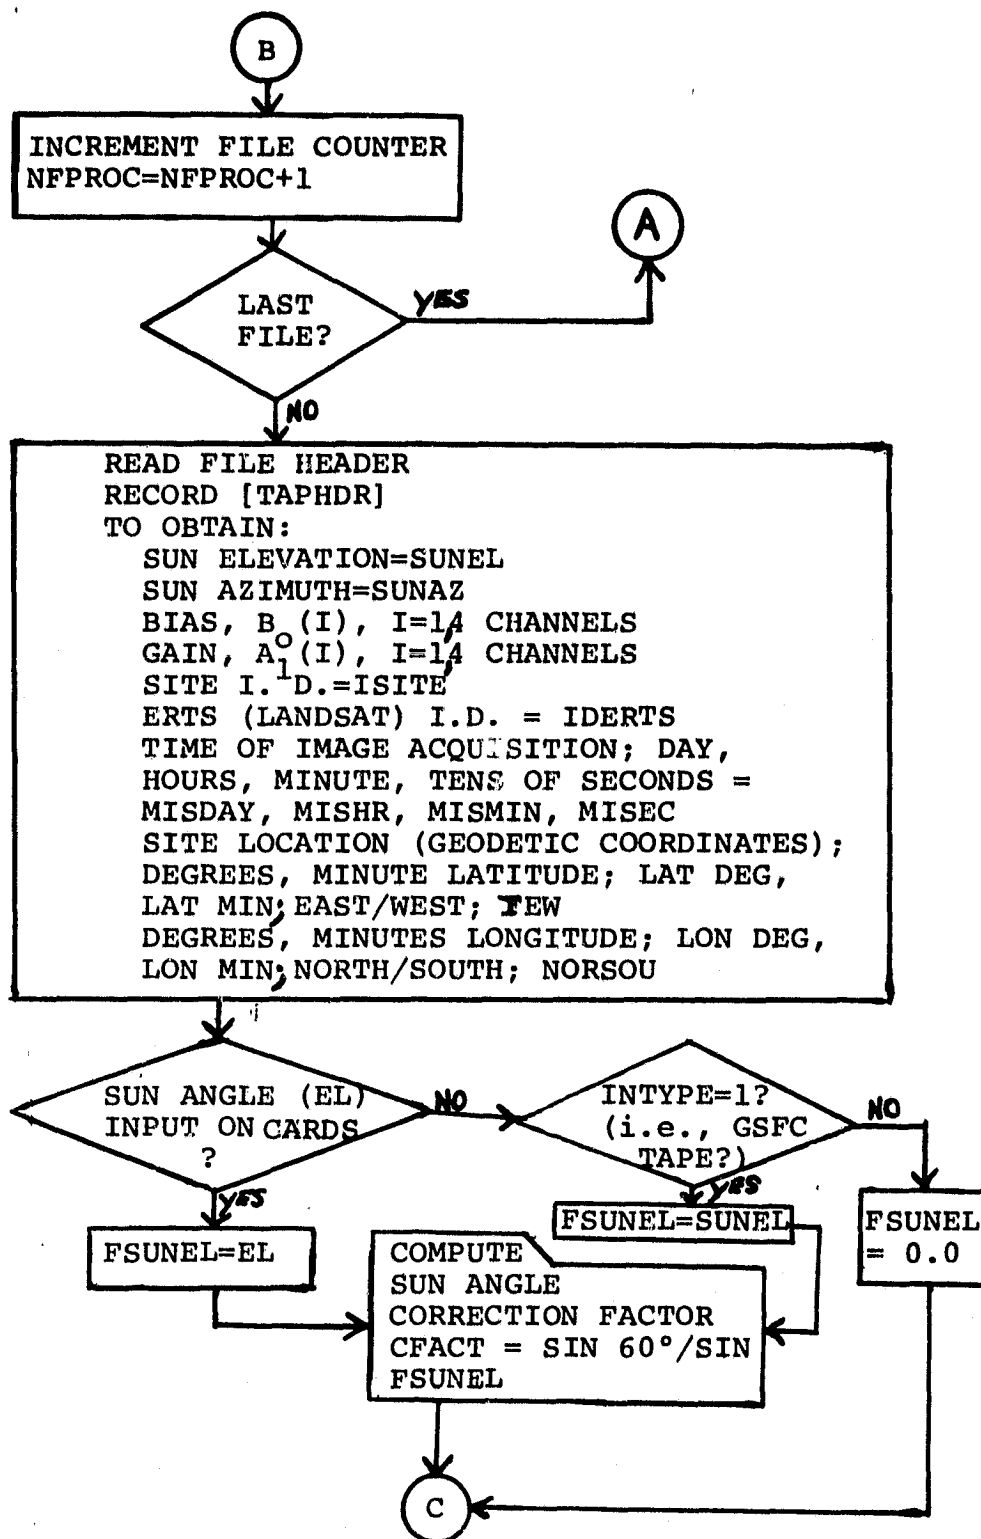 B
INCREMENT FILE COUNTER
NFPROC=NFPROC+1
A
LAST
FILE?
YES
NO
READ FILE HEADER
RECORD [TAPHDR]
TO OBTAIN:
SUN ELEVATION=SUNEL
SUN AZIMUTH=SUNAZ
BIAS, B₀(I), I=1,4 CHANNELS
GAIN, A₁(I), I=1,4 CHANNELS
SITE I.D.=ISITE
ERTS (LANDSAT) I.D. = IDERTS
TIME OF IMAGE ACQUISITION; DAY,
HOURS, MINUTE, TENS OF SECONDS =
MISDAY, MISHR, MISMIN, MISEC
SITE LOCATION (GEODETIC COORDINATES);
DEGREES, MINUTE LATITUDE; LAT DEG,
LAT MIN; EAST/WEST; IEW
DEGREES, MINUTES LONGITUDE; LON DEG,
LON MIN; NORTH/SOUTH; NORSOU
SUN ANGLE (EL)
INPUT ON CARDS
?
NO
YES
INTYPE=1?
(i.e., GSFC
TAPE?)
NO
YES
FSUNEL=EL
FSUNEL=SUNEL
FSUNEL
= 0.0
COMPUTE
SUN ANGLE
CORRECTION FACTOR
CFACT = SIN 60°/SIN
FSUNEL
C